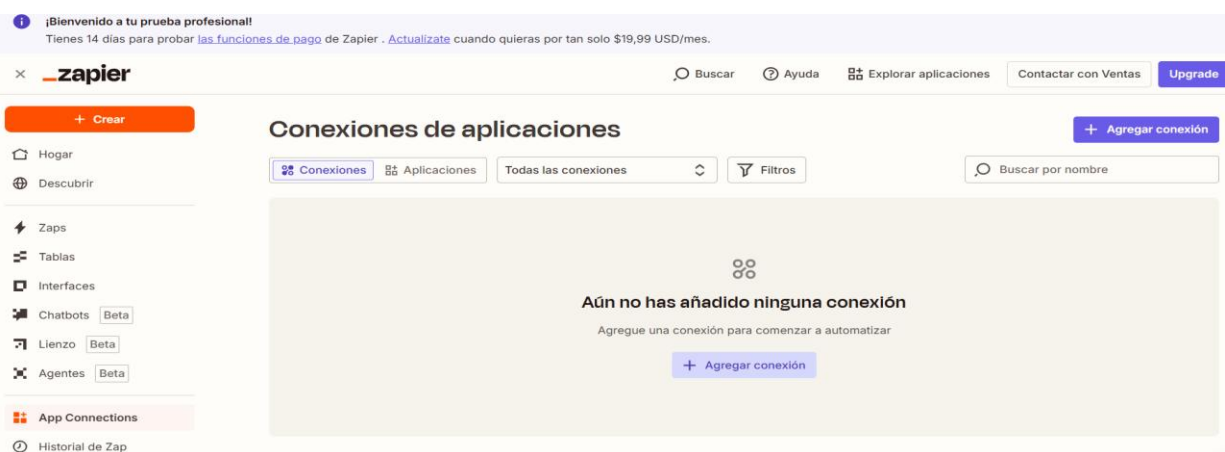 ¡Bienvenido a tu prueba profesional!
Tienes 14 días para probar las funciones de pago de Zapier . Actualízate cuando quieras por tan solo $19,99 USD/mes.
_zapier
Buscar
Ayuda
Explorar aplicaciones
Contactar con Ventas
Upgrade
+ Crear
Hogar
Descubrir
Zaps
Tablas
Interfaces
Chatbots Beta
Lienzo Beta
Agentes Beta
App Connections
Historial de Zap
Conexiones de aplicaciones
+ Agregar conexión
Conexiones
Aplicaciones
Todas las conexiones
Filtros
Buscar por nombre
Aún no has añadido ninguna conexión
Agregue una conexión para comenzar a automatizar
+ Agregar conexión